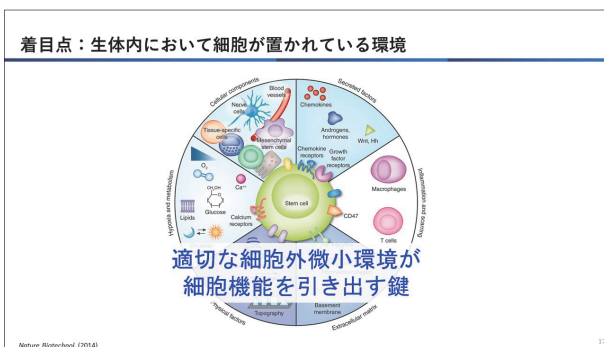 着目点：生体内において細胞が置かれている環境
Cellular components
Secreted factors
Blood
vessels
Nerve
cells
Tissue-specific
cells
Mesenchymal
stem cells
Chemokines
Androgens,
hormones
Wnt, Hh
Chemokine
receptors
Growth
factor
receptors
Hypoxia and metabolism
O₂
Ca⁺⁺
CH₂OH
Glucose
Lipids
Calcium
receptors
Stem cell
CD47
Macrophages
T cells
Inflammation and scarring
適切な細胞外微小環境が
細胞機能を引き出す鍵
Physical factors
Topography
Basement
membrane
Extracellular matrix
Nature Biotechnol. (2014)
17